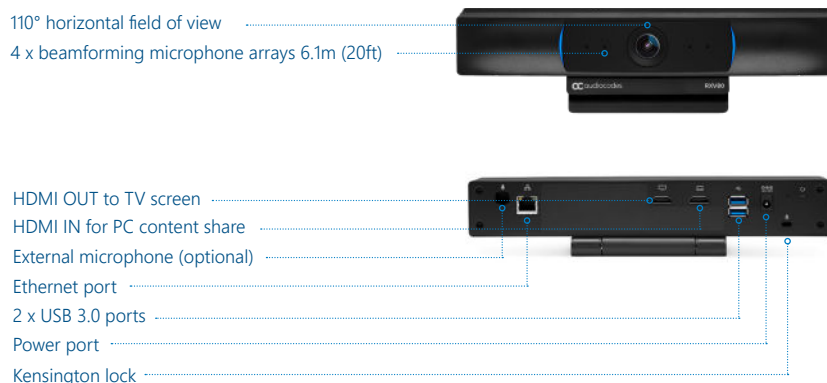 110° horizontal field of view
4 x beamforming microphone arrays 6.1m (20ft)
audiocodes RXV80
HDMI OUT to TV screen
HDMI IN for PC content share
External microphone (optional)
Ethernet port
2 x USB 3.0 ports
Power port
Kensington lock